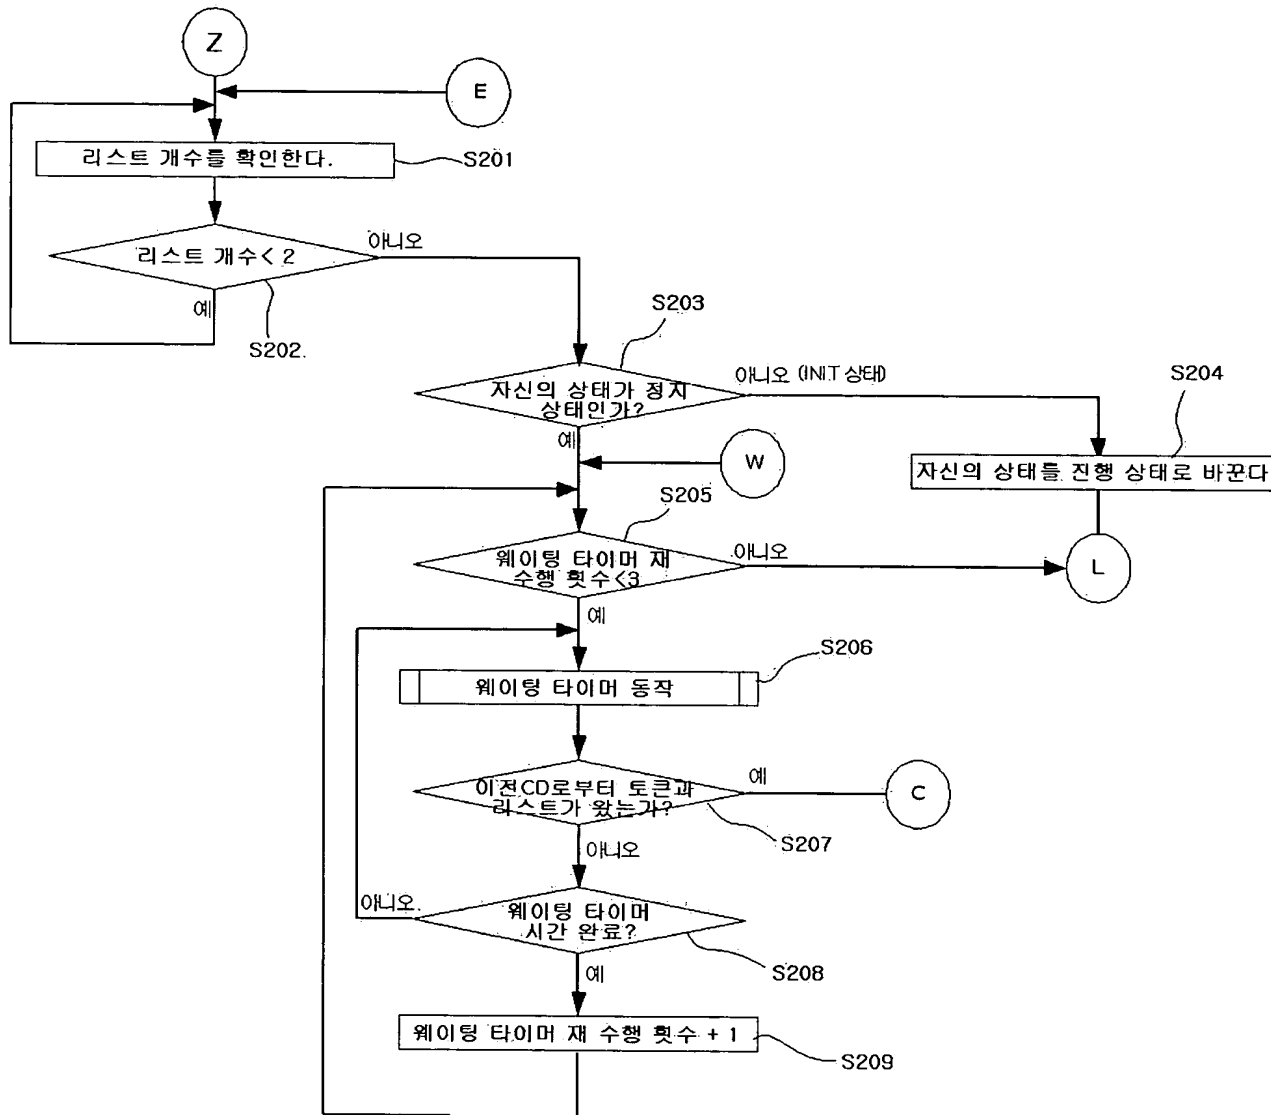 Z
E
리스트 개수를 확인한다.
S201
리스트 개수< 2
아니오
예
S202.
S203
자신의 상태가 정지
상태인가?
아니오 (INIT 상태)
예
S204
자신의 상태를 진행 상태로 바꾼다
W
S205
웨이팅 타이머 재
수행 횟수<3
아니오
L
예
S206
웨이팅 타이머 동작
이전CD로부터 토큰과
리스트가 왔는가?
예
C
S207
아니오
아니오.
웨이팅 타이머
시간 완료?
S208
예
웨이팅 타이머 재 수행 횟수 + 1
S209